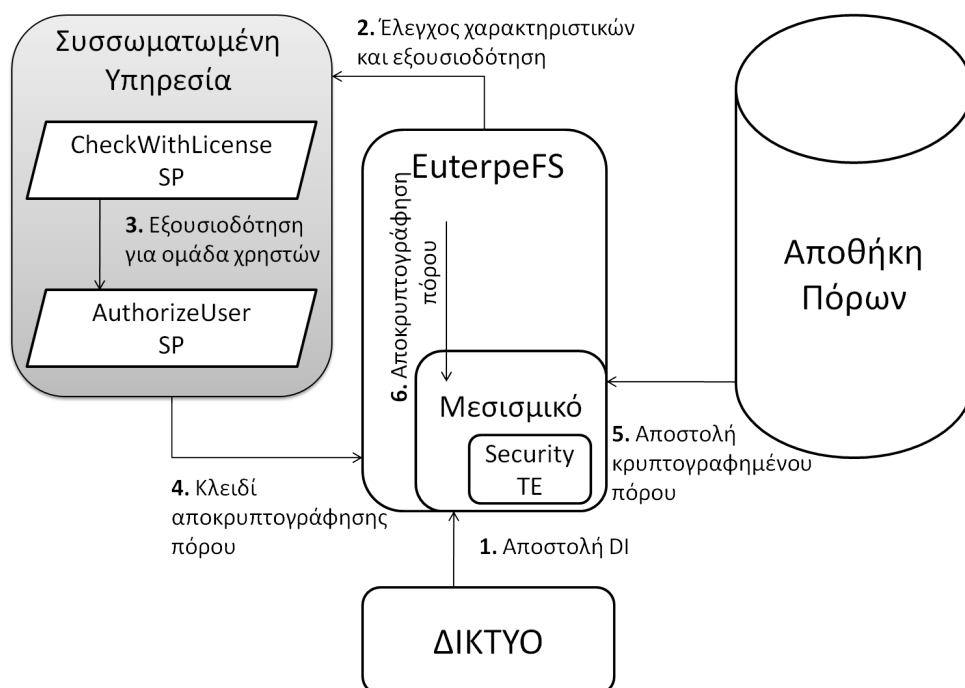 Συσσωματωμένη
Υπηρεσία
CheckWithLicense
SP
3. Εξουσιοδότηση
για ομάδα χρηστών
AuthorizeUser
SP
2. Έλεγχος χαρακτηριστικών
και εξουσιοδότηση
EuterpeFS
6. Αποκρυπτογράφηση
πόρου
Μεσισμικό
Security
TE
Αποθήκη
Πόρων
5. Αποστολή
κρυπτογραφημένου
πόρου
4. Κλειδί
αποκρυπτογράφησης
πόρου
1. Αποστολή DI
ΔΙΚΤΥΟ